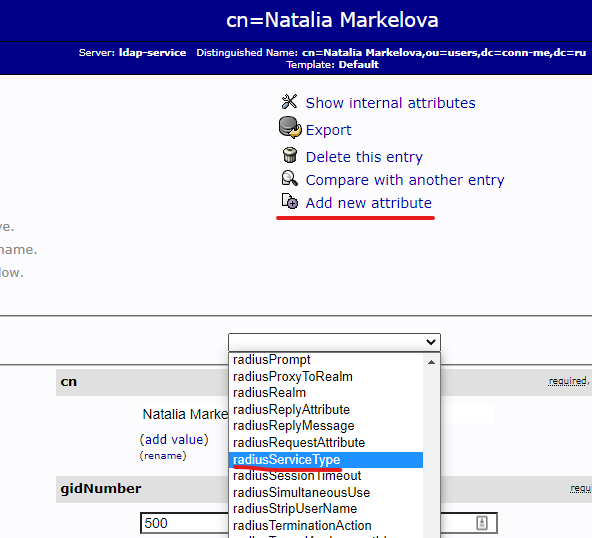 cn=Natalia Markelova
Server: ldap-service Distinguished Name: cn=Natalia Markelova,ou=users,dc=conn-me,dc=ru
Template: Default
Show internal attributes
Export
Delete this entry
Compare with another entry
Add new attribute
ve.
name.
low.
radiusPrompt
radiusProxyToRealm
radiusRealm
radiusReplyAttribute
radiusReplyMessage
radiusRequestAttribute
radiusServiceType
radiusSessionTimeout
radiusSimultaneousUse
radiusStripUserName
radiusTerminationAction
cn
required,
Natalia Marke
(add value)
(rename)
gidNumber
requ
500